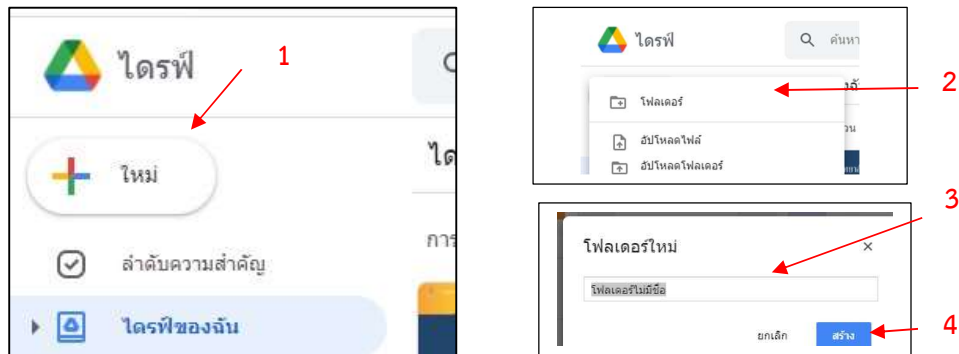 ไดรฟ์
1
ใหม่
ลำดับความสำคัญ
ไดรฟ์ของฉัน
การ
ไดรฟ์
ค้นหา
2
โฟลเดอร์
อัปโหลดไฟล์
อัปโหลดโฟลเดอร์
3
โฟลเดอร์ใหม่
×
โฟลเดอร์ไม่มีชื่อ
ยกเลิก
สร้าง
4